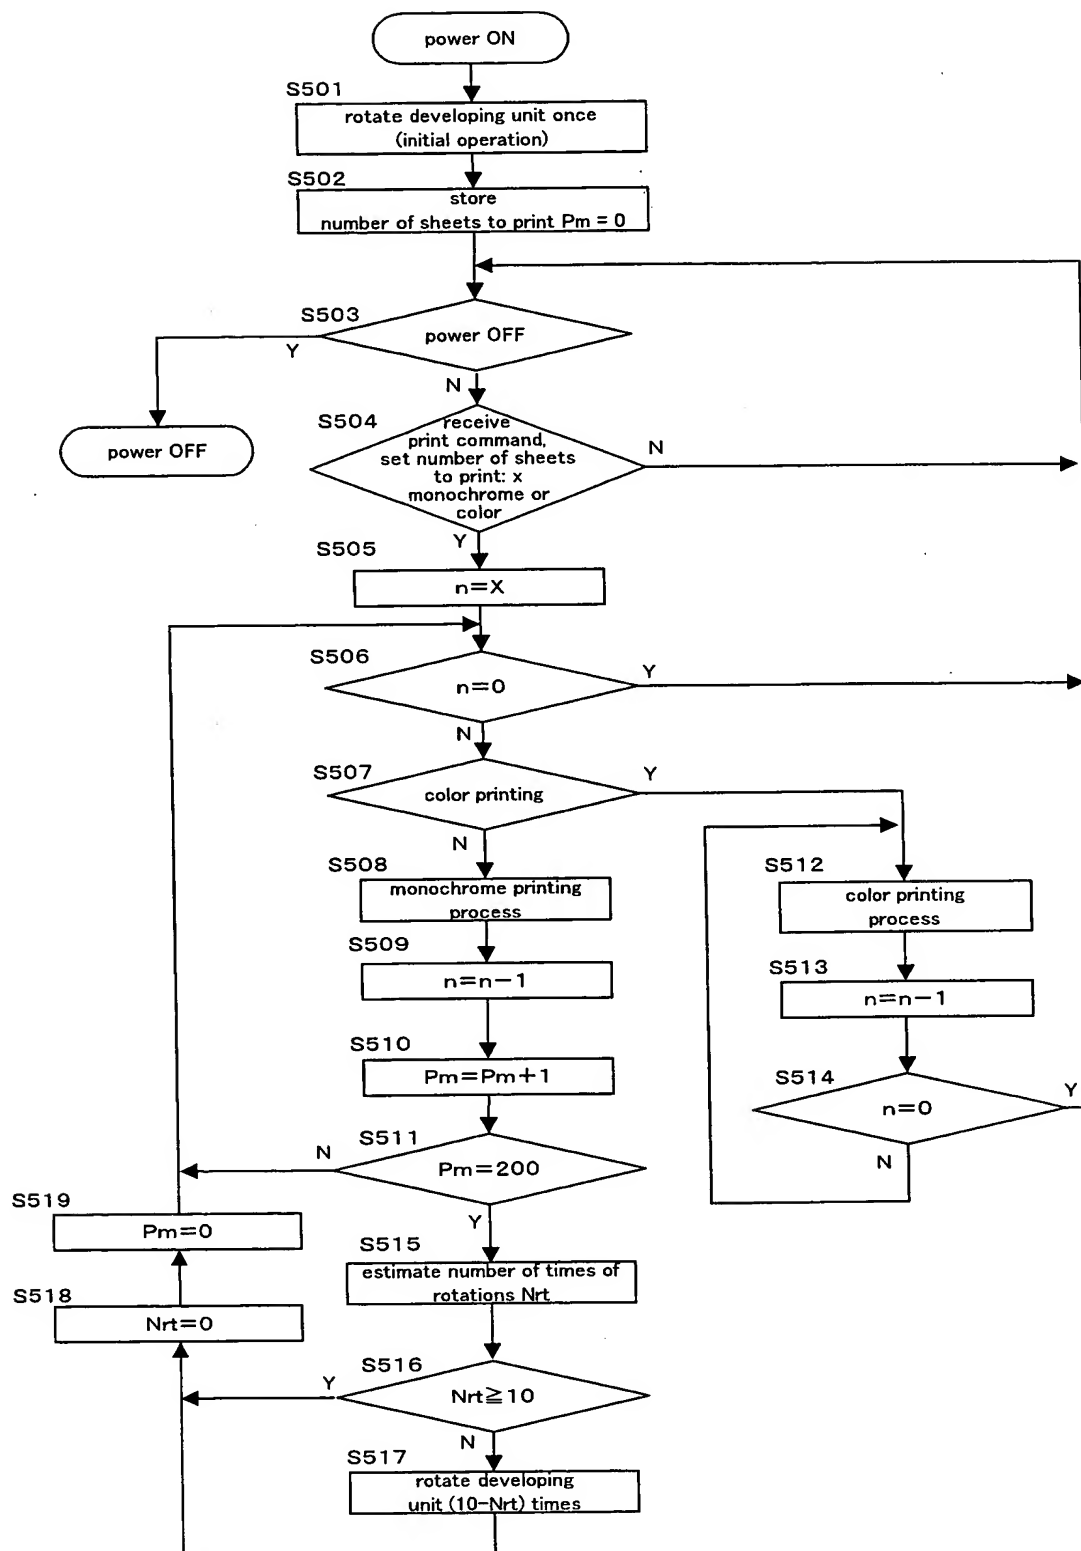 power ON
S501
rotate developing unit once
(initial operation)
S502
store
number of sheets to print Pm = 0
S503
power OFF
Y
N
power OFF
S504
receive
print command,
set number of sheets
to print: x
monochrome or
color
N
Y
S505
n=X
S506
n=0
Y
N
S507
color printing
Y
N
S508
monochrome printing
process
S509
n=n-1
S510
Pm=Pm+1
S511
Pm=200
N
Y
S512
color printing
process
S513
n=n-1
S514
n=0
Y
N
S515
estimate number of times of
rotations Nrt
S516
Nrt≧10
Y
N
S517
rotate developing
unit (10-Nrt) times
S518
Nrt=0
S519
Pm=0